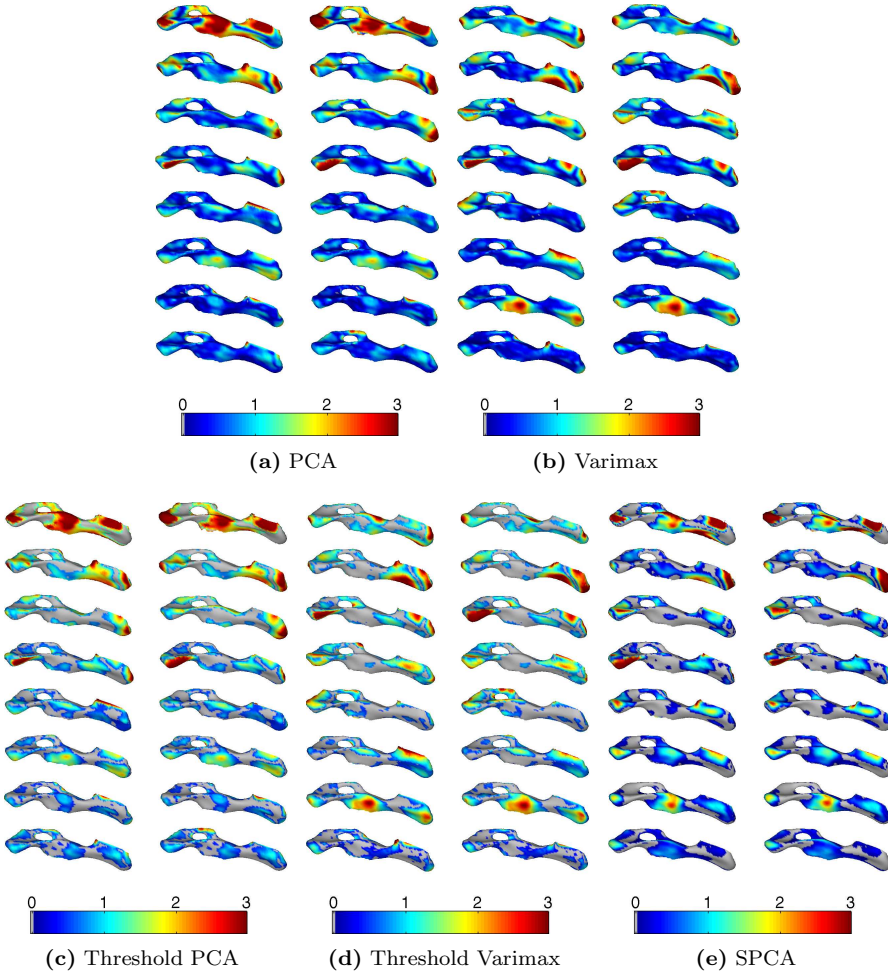 0 1 2 3 0 1 2 3
(a) PCA (b) Varimax
0 1 2 3 0 1 2 3 0 1 2 3
(c) Threshold PCA (d) Threshold Varimax (e) SPCA